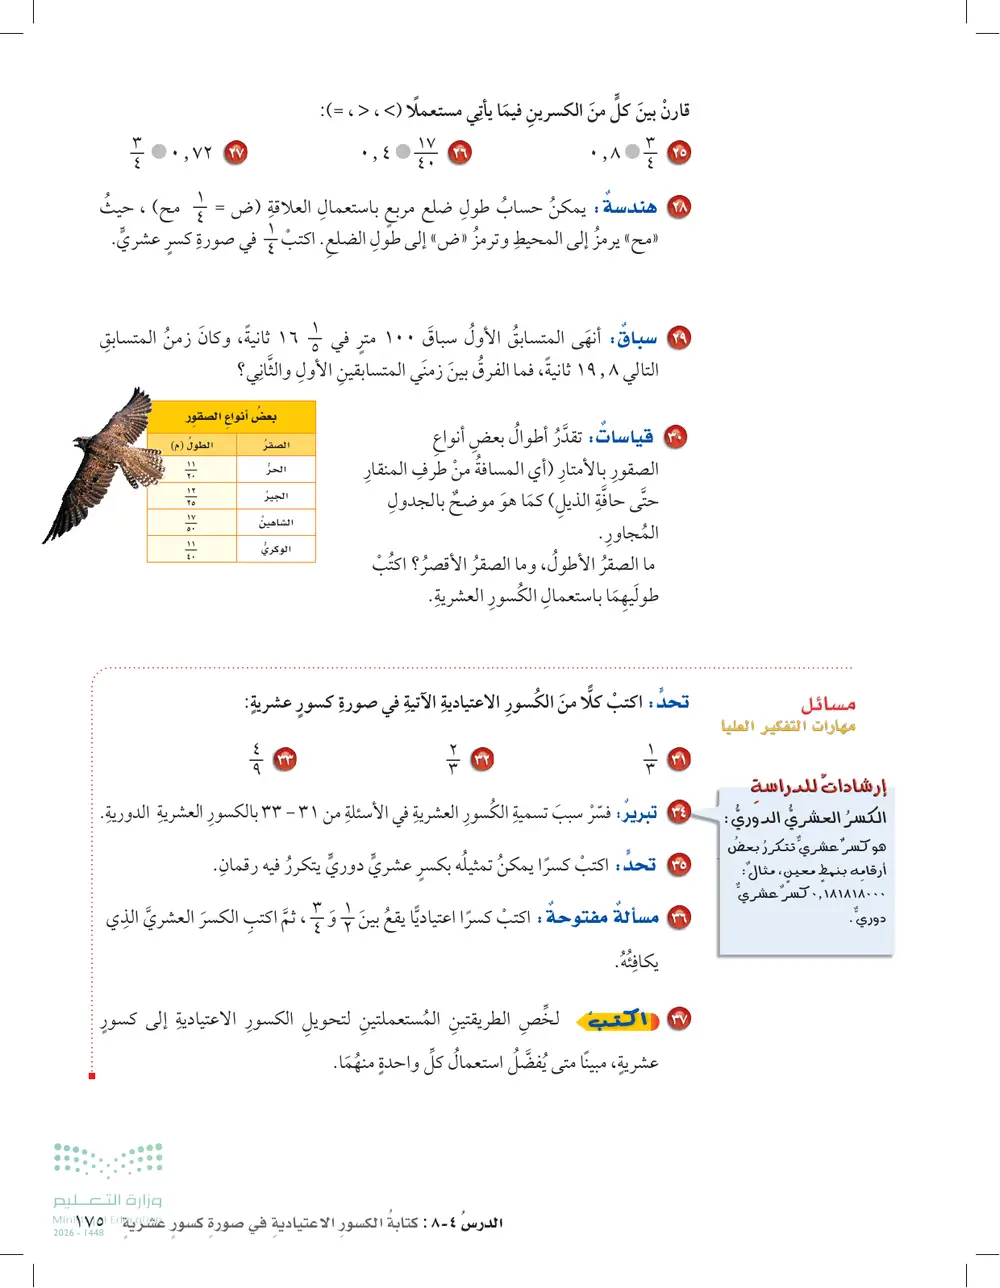 قارنْ بينَ كلٍّ منَ الكسرينِ فيمَا يأتِي مستعملًا (> ، < ، =):
٢٥ ٣/٤ ● ٠,٨ ٢٦ ١٧/٤٠ ● ٠,٤ ٢٧ ٠,٧٢ ● ٣/٤
٢٨ هندسةٌ: يمكنُ حسابُ طولِ ضلعِ مربعٍ باستعمالِ العلاقةِ (ض = ١/٤ مح) ، حيثُ
«مح» يرمزُ إلى المحيطِ وترمزُ «ض» إلى طولِ الضلعِ. اكتبْ ١/٤ في صورةِ كسرٍ عشريٍّ.
٢٩ سباقٌ: أنهَى المتسابقُ الأولُ سباقَ ١٠٠ مترٍ في ١٦ ١/٥ ثانيةً، وكانَ زمنُ المتسابقِ
التالي ١٩,٨ ثانيةً، فما الفرقُ بينَ زمنَي المتسابقينِ الأولِ والثَّانِي؟
٣٠ قياساتٌ: تقدَّرُ أطوالُ بعضِ أنواعِ
الصقورِ بالأمتارِ (أي المسافةُ منْ طرفِ المنقارِ
حتَّى حافَّةِ الذيلِ) كمَا هوَ موضحٌ بالجدولِ
المُجاورِ.
ما الصقرُ الأطولُ، وما الصقرُ الأقصرُ؟ اكتُبْ
طولَيهِمَا باستعمالِ الكُسورِ العشريةِ.
بعضُ أنواعِ الصقورِ
الصقرُ الطولُ (م)
الحرُّ ١١/٢٠
الجيرُ ١٢/٢٥
الشاهينُ ١٧/٥٠
الوكريُّ ١١/٤٠
مسائل
مهارات التفكير العليا
تحدٍّ: اكتبْ كلًّا منَ الكُسورِ الاعتياديةِ الآتيةِ في صورةِ كسورٍ عشريةٍ:
٣١ ١/٣ ٣٢ ٢/٣ ٣٣ ٤/٩
إرشاداتٌ للدراسةِ
الكسرُ العشريُّ الدوريُّ:
هو كسرٌ عشريٌّ تتكررُ بعضُ
أرقامِه بنمطٍ معينٍ، مثالٌ:
٠,١٨١٨١٨٠٠٠ كسرٌ عشريٌّ
دوريٌّ.
٣٤ تبريرٌ: فسّرْ سببَ تسميةِ الكُسورِ العشريةِ في الأسئلةِ من ٣١ - ٣٣ بالكسورِ العشريةِ الدوريةِ.
٣٥ تحدٍّ: اكتبْ كسرًا يمكنُ تمثيلُه بكسرٍ عشريٍّ دوريٍّ يتكررُ فيه رقمانِ.
٣٦ مسألةٌ مفتوحةٌ: اكتبْ كسرًا اعتياديًّا يقعُ بينَ ١/٢ وَ ٣/٤ ، ثمَّ اكتبِ الكسرَ العشريَّ الذِي
يكافِئُهُ.
٣٧ اكتبْ لخِّصِ الطريقتينِ المُستعملتينِ لتحويلِ الكسورِ الاعتياديةِ إلى كسورٍ
عشريةٍ، مبينًا متى يُفضَّلُ استعمالُ كلِّ واحدةٍ منهُمَا.
وزارة التعليم
Ministry of Education
2026 - 1448
الدرسُ ٤-٨ : كتابةُ الكسورِ الاعتياديةِ في صورةِ كسورٍ عشريةٍ ١٧٥